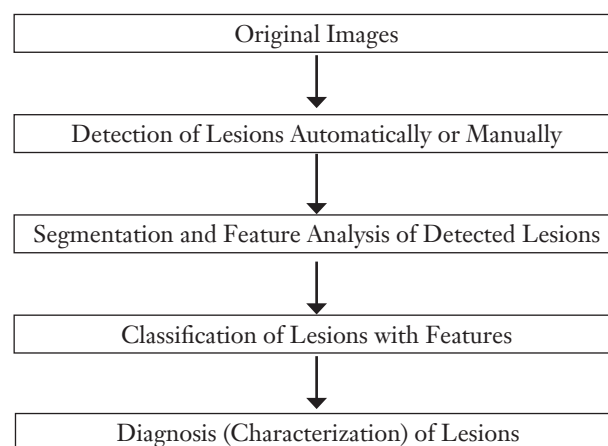 Original Images
Detection of Lesions Automatically or Manually
Segmentation and Feature Analysis of Detected Lesions
Classification of Lesions with Features
Diagnosis (Characterization) of Lesions